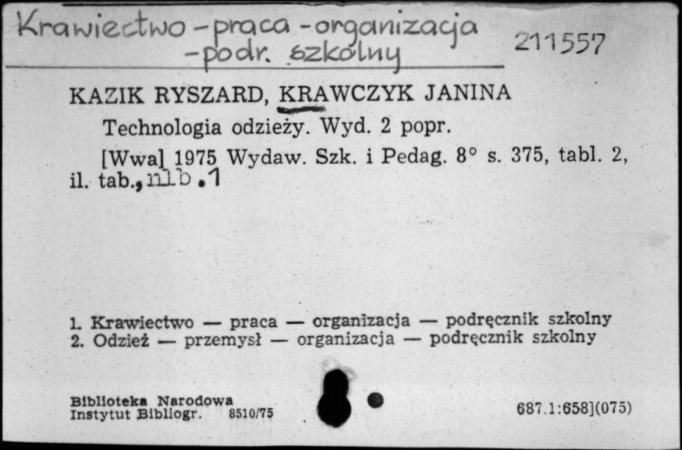 Krawiectwo - praca - organizacja
- podr. szkolny
211557
KAZIK RYSZARD, KRAWCZYK JANINA
Technologia odzieży. Wyd. 2 popr.
[Wwa] 1975 Wydaw. Szk. i Pedag. 8° s. 375, tabl. 2,
il. tab., nlb. 1
1. Krawiectwo — praca — organizacja — podręcznik szkolny
2. Odzież — przemysł — organizacja — podręcznik szkolny
Biblioteka Narodowa
Instytut Bibliogr. 8510/75
687.1:658](075)